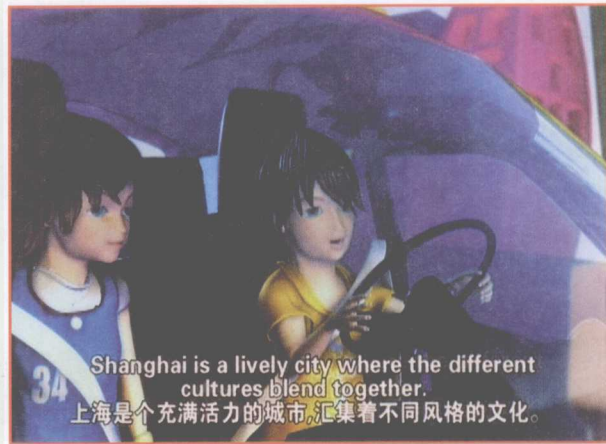 34
Shanghai is a lively city where the different
cultures blend together.
上海是个充满活力的城市,汇集着不同风格的文化。